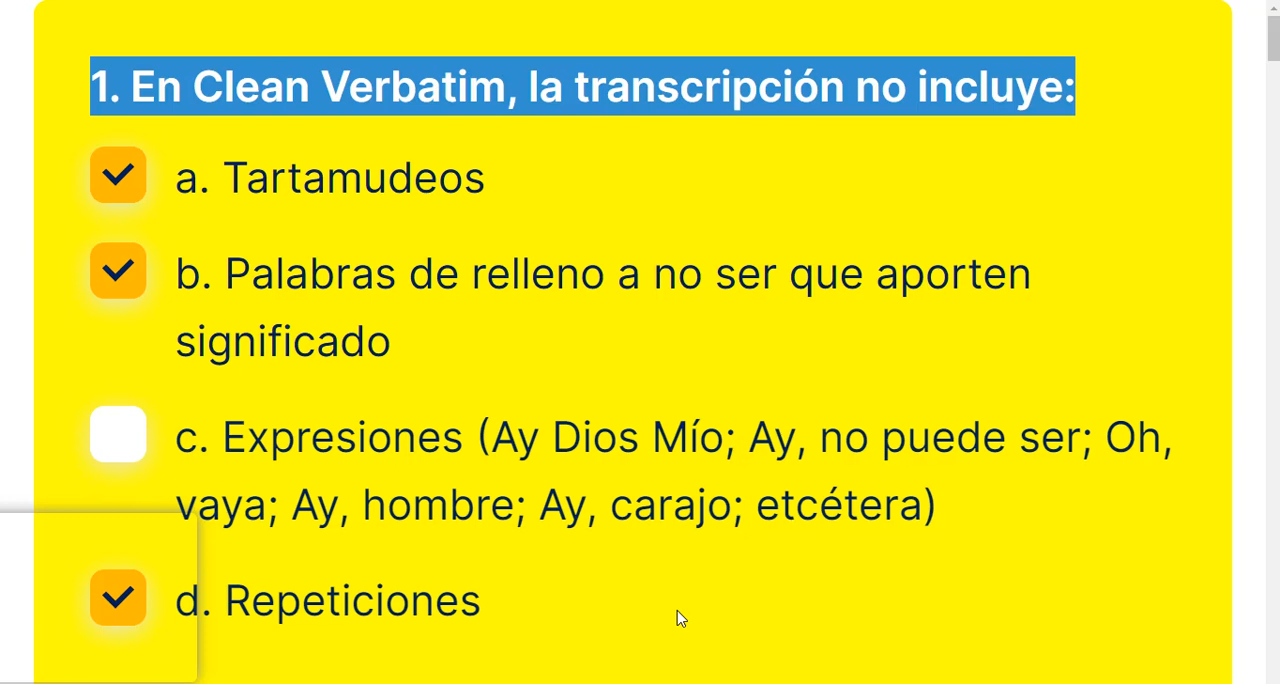 1. En Clean Verbatim, la transcripción no incluye:
a. Tartamudeos
b. Palabras de relleno a no ser que aporten
significado
c. Expresiones (Ay Dios Mío; Ay, no puede ser; Oh,
vaya; Ay, hombre; Ay, carajo; etcétera)
d. Repeticiones